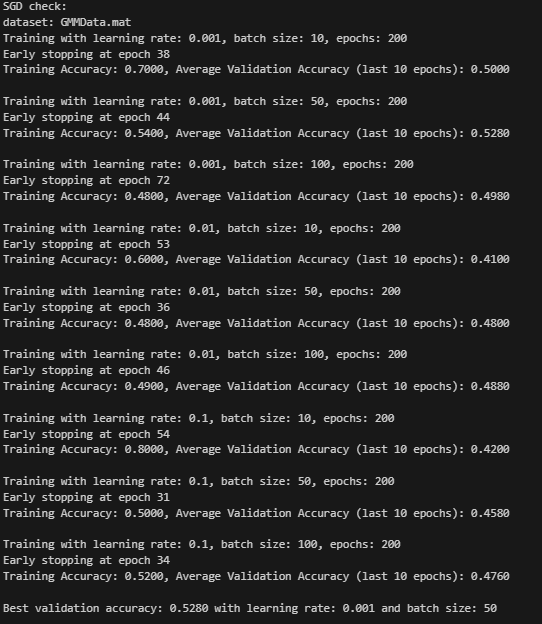 SGD check:
dataset: GMMData.mat
Training with learning rate: 0.001, batch size: 10, epochs: 200
Early stopping at epoch 38
Training Accuracy: 0.7000, Average Validation Accuracy (last 10 epochs): 0.5000
Training with learning rate: 0.001, batch size: 50, epochs: 200
Early stopping at epoch 44
Training Accuracy: 0.5400, Average Validation Accuracy (last 10 epochs): 0.5280
Training with learning rate: 0.001, batch size: 100, epochs: 200
Early stopping at epoch 72
Training Accuracy: 0.4800, Average Validation Accuracy (last 10 epochs): 0.4980
Training with learning rate: 0.01, batch size: 10, epochs: 200
Early stopping at epoch 53
Training Accuracy: 0.6000, Average Validation Accuracy (last 10 epochs): 0.4100
Training with learning rate: 0.01, batch size: 50, epochs: 200
Early stopping at epoch 36
Training Accuracy: 0.4800, Average Validation Accuracy (last 10 epochs): 0.4800
Training with learning rate: 0.01, batch size: 100, epochs: 200
Early stopping at epoch 46
Training Accuracy: 0.4900, Average Validation Accuracy (last 10 epochs): 0.4880
Training with learning rate: 0.1, batch size: 10, epochs: 200
Early stopping at epoch 54
Training Accuracy: 0.8000, Average Validation Accuracy (last 10 epochs): 0.4200
Training with learning rate: 0.1, batch size: 50, epochs: 200
Early stopping at epoch 31
Training Accuracy: 0.5000, Average Validation Accuracy (last 10 epochs): 0.4580
Training with learning rate: 0.1, batch size: 100, epochs: 200
Early stopping at epoch 34
Training Accuracy: 0.5200, Average Validation Accuracy (last 10 epochs): 0.4760
Best validation accuracy: 0.5280 with learning rate: 0.001 and batch size: 50